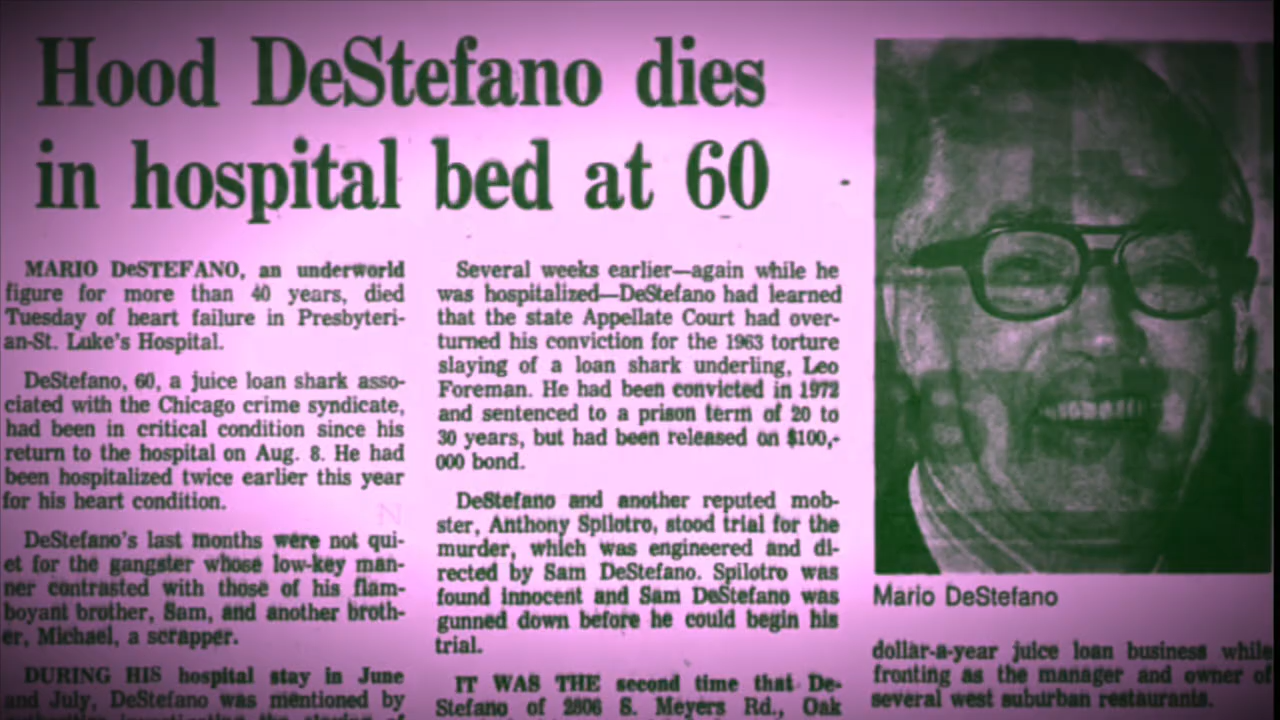 Hood DeStefano dies
in hospital bed at 60
MARIO DeSTEFANO, an underworld
figure for more than 40 years, died
Tuesday of heart failure in Presbyteri-
an-St. Luke's Hospital.
DeStefano, 60, a juice loan shark asso-
ciated with the Chicago crime syndicate,
had been in critical condition since his
return to the hospital on Aug. 8. He had
been hospitalized twice earlier this year
for his heart condition.
DeStefano's last months were not qui-
et for the gangster whose low-key man-
ner contrasted with those of his flam-
boyant brother, Sam, and another broth-
er, Michael, a scrapper.
DURING HIS hospital stay in June
and July, DeStefano was mentioned by
Several weeks earlier—again while he
was hospitalized—DeStefano had learned
that the state Appellate Court had over-
turned his conviction for the 1963 torture
slaying of a loan shark underling, Leo
Foreman. He had been convicted in 1972
and sentenced to a prison term of 20 to
30 years, but had been released on $100,-
000 bond.
DeStefano and another reputed mob-
ster, Anthony Spilotro, stood trial for the
murder, which was engineered and di-
rected by Sam DeStefano. Spilotro was
found innocent and Sam DeStefano was
gunned down before he could begin his
trial.
IT WAS THE second time that De-
Stefano of 2806 S. Meyers Rd., Oak
Mario DeStefano
dollar-a-year juice loan business while
fronting as the manager and owner of
several west suburban restaurants.